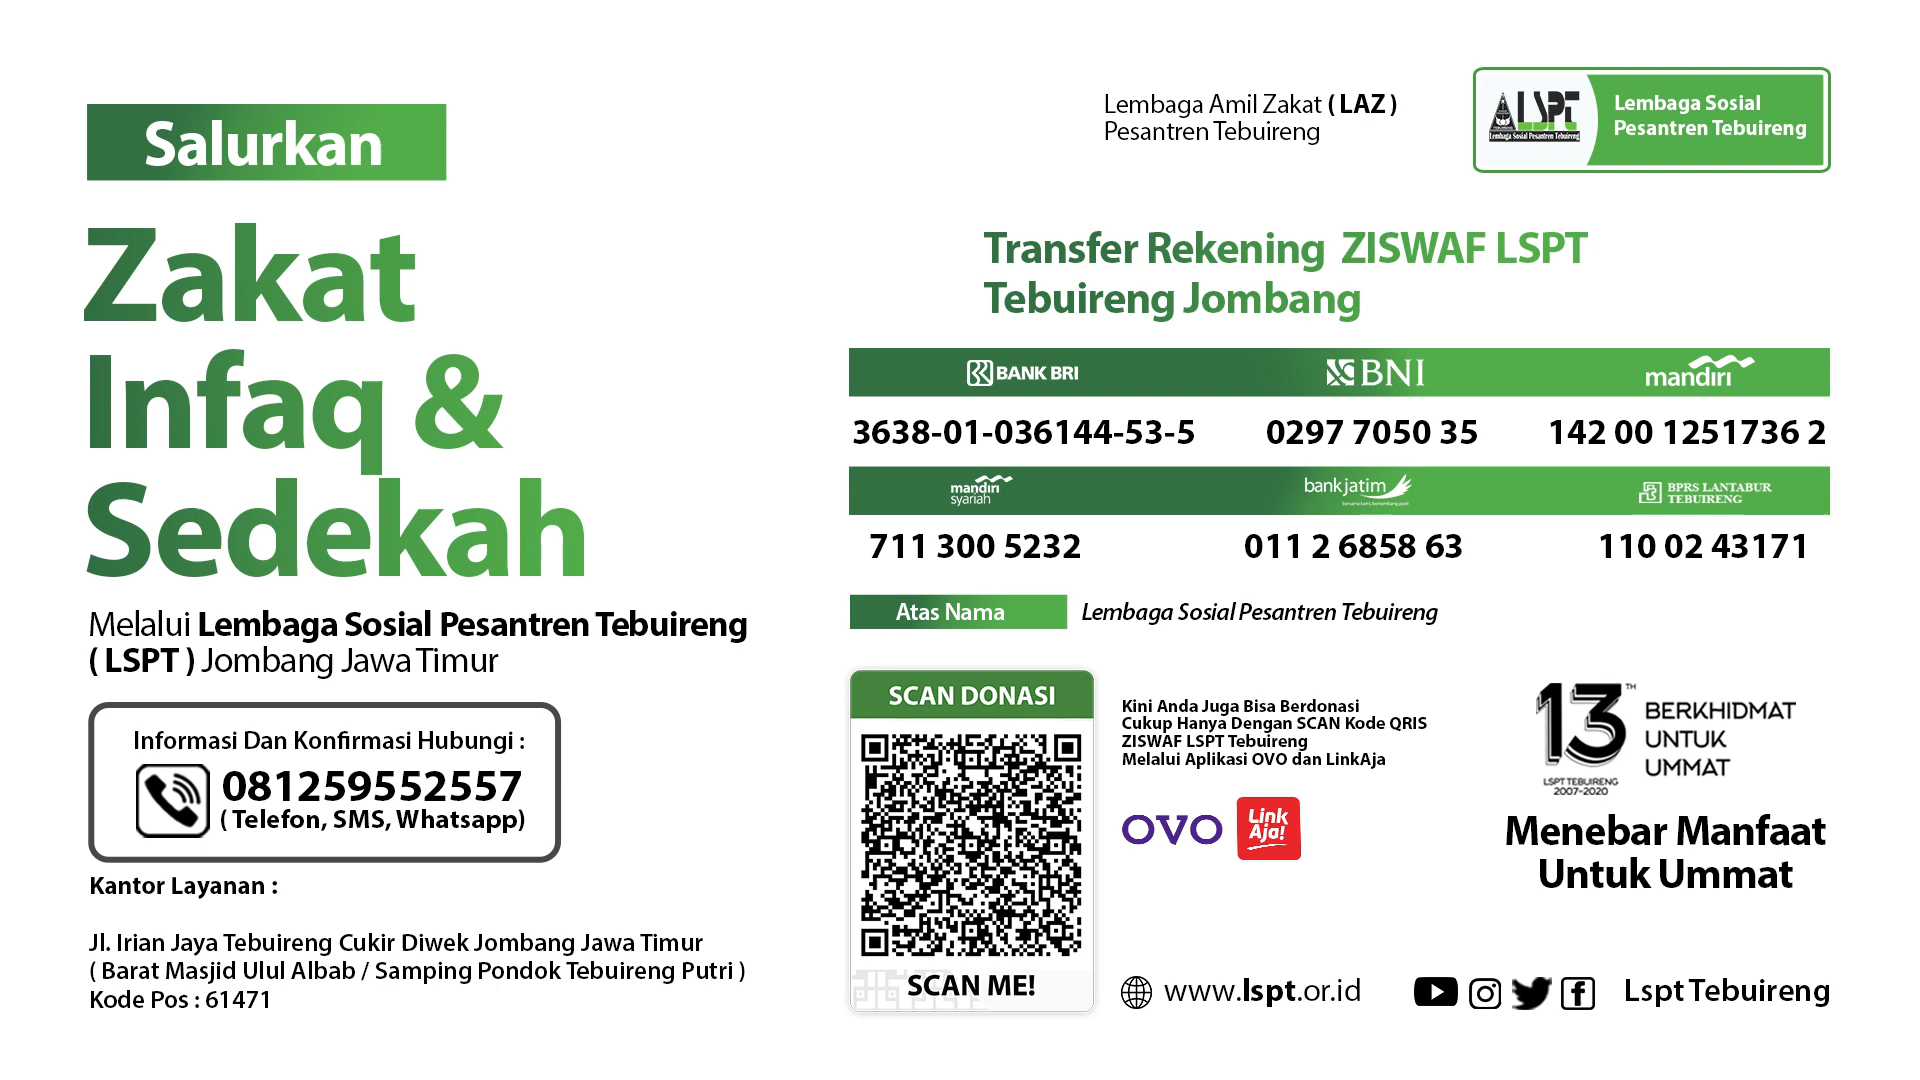 Salurkan
Zakat
Infaq &
Sedekah
Melalui Lembaga Sosial Pesantren Tebuireng
( LSPT ) Jombang Jawa Timur
Informasi Dan Konfirmasi Hubungi :
081259552557
( Telefon, SMS, Whatsapp)
Kantor Layanan :
Jl. Irian Jaya Tebuireng Cukir Diwek Jombang Jawa Timur
( Barat Masjid Ulul Albab / Samping Pondok Tebuireng Putri )
Kode Pos : 61471
Lembaga Amil Zakat ( LAZ )
Pesantren Tebuireng
LSPT
Lembaga Sosial Pesantren Tebuireng
Lembaga Sosial
Pesantren Tebuireng
Transfer Rekening ZISWAF LSPT
Tebuireng Jombang
BANK BRI BNI mandiri
3638-01-036144-53-5 0297 7050 35 142 00 1251736 2
mandiri syariah bankjatim BPRS LANTABUR TEBUIRENG
711 300 5232 011 2 6858 63 110 02 43171
Atas Nama Lembaga Sosial Pesantren Tebuireng
SCAN DONASI
SCAN ME!
Kini Anda Juga Bisa Berdonasi
Cukup Hanya Dengan SCAN Kode QRIS
ZISWAF LSPT Tebuireng
Melalui Aplikasi OVO dan LinkAja
OVO Link Aja!
13TH
LSPT TEBUIRENG
2007-2020
BERKHIDMAT
UNTUK
UMMAT
Menebar Manfaat
Untuk Ummat
www.lspt.or.id
Lspt Tebuireng